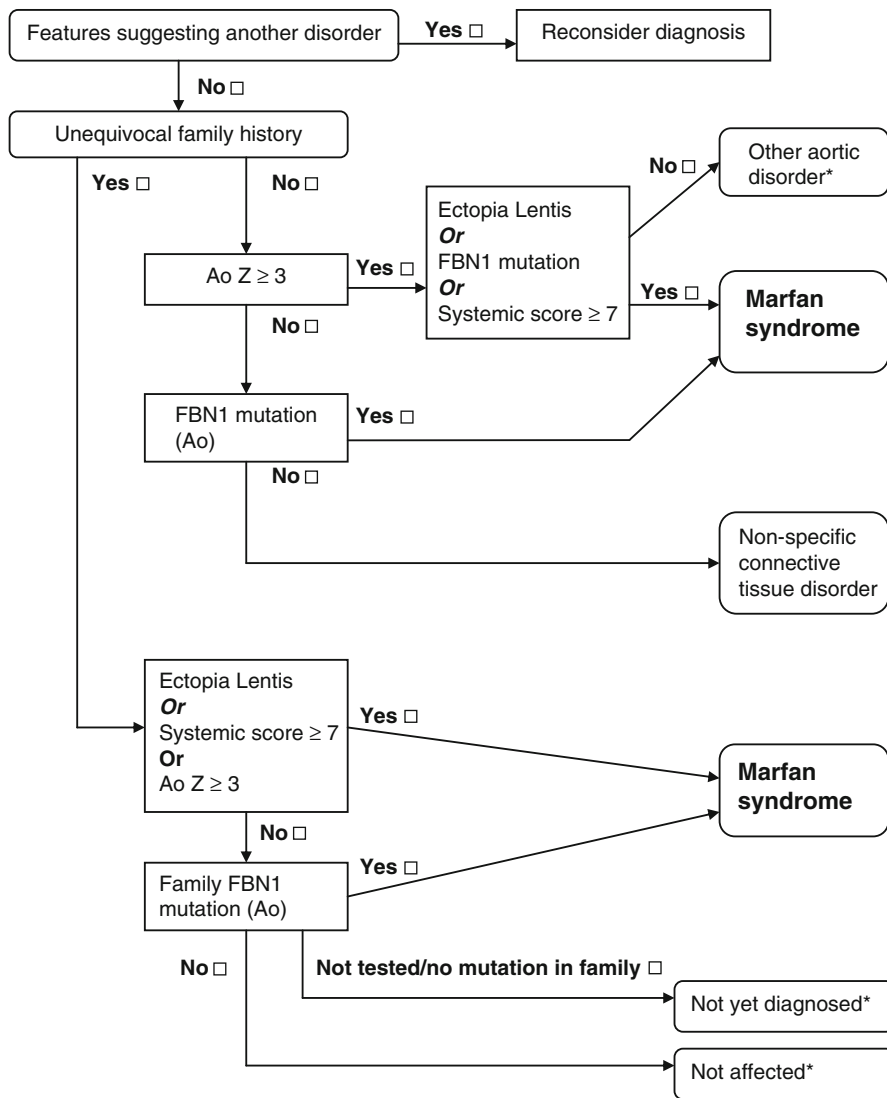 Features suggesting another disorder
Yes □
Reconsider diagnosis
No □
Unequivocal family history
Yes □
No □
Ao Z ≥ 3
Yes □
Ectopia Lentis
Or
FBN1 mutation
Or
Systemic score ≥ 7
No □
Other aortic
disorder*
Yes □
Marfan
syndrome
No □
FBN1 mutation
(Ao)
Yes □
No □
Non-specific
connective
tissue disorder
Ectopia Lentis
Or
Systemic score ≥ 7
Or
Ao Z ≥ 3
Yes □
Marfan
syndrome
No □
Family FBN1
mutation (Ao)
Yes □
No □
Not tested/no mutation in family □
Not yet diagnosed*
Not affected*